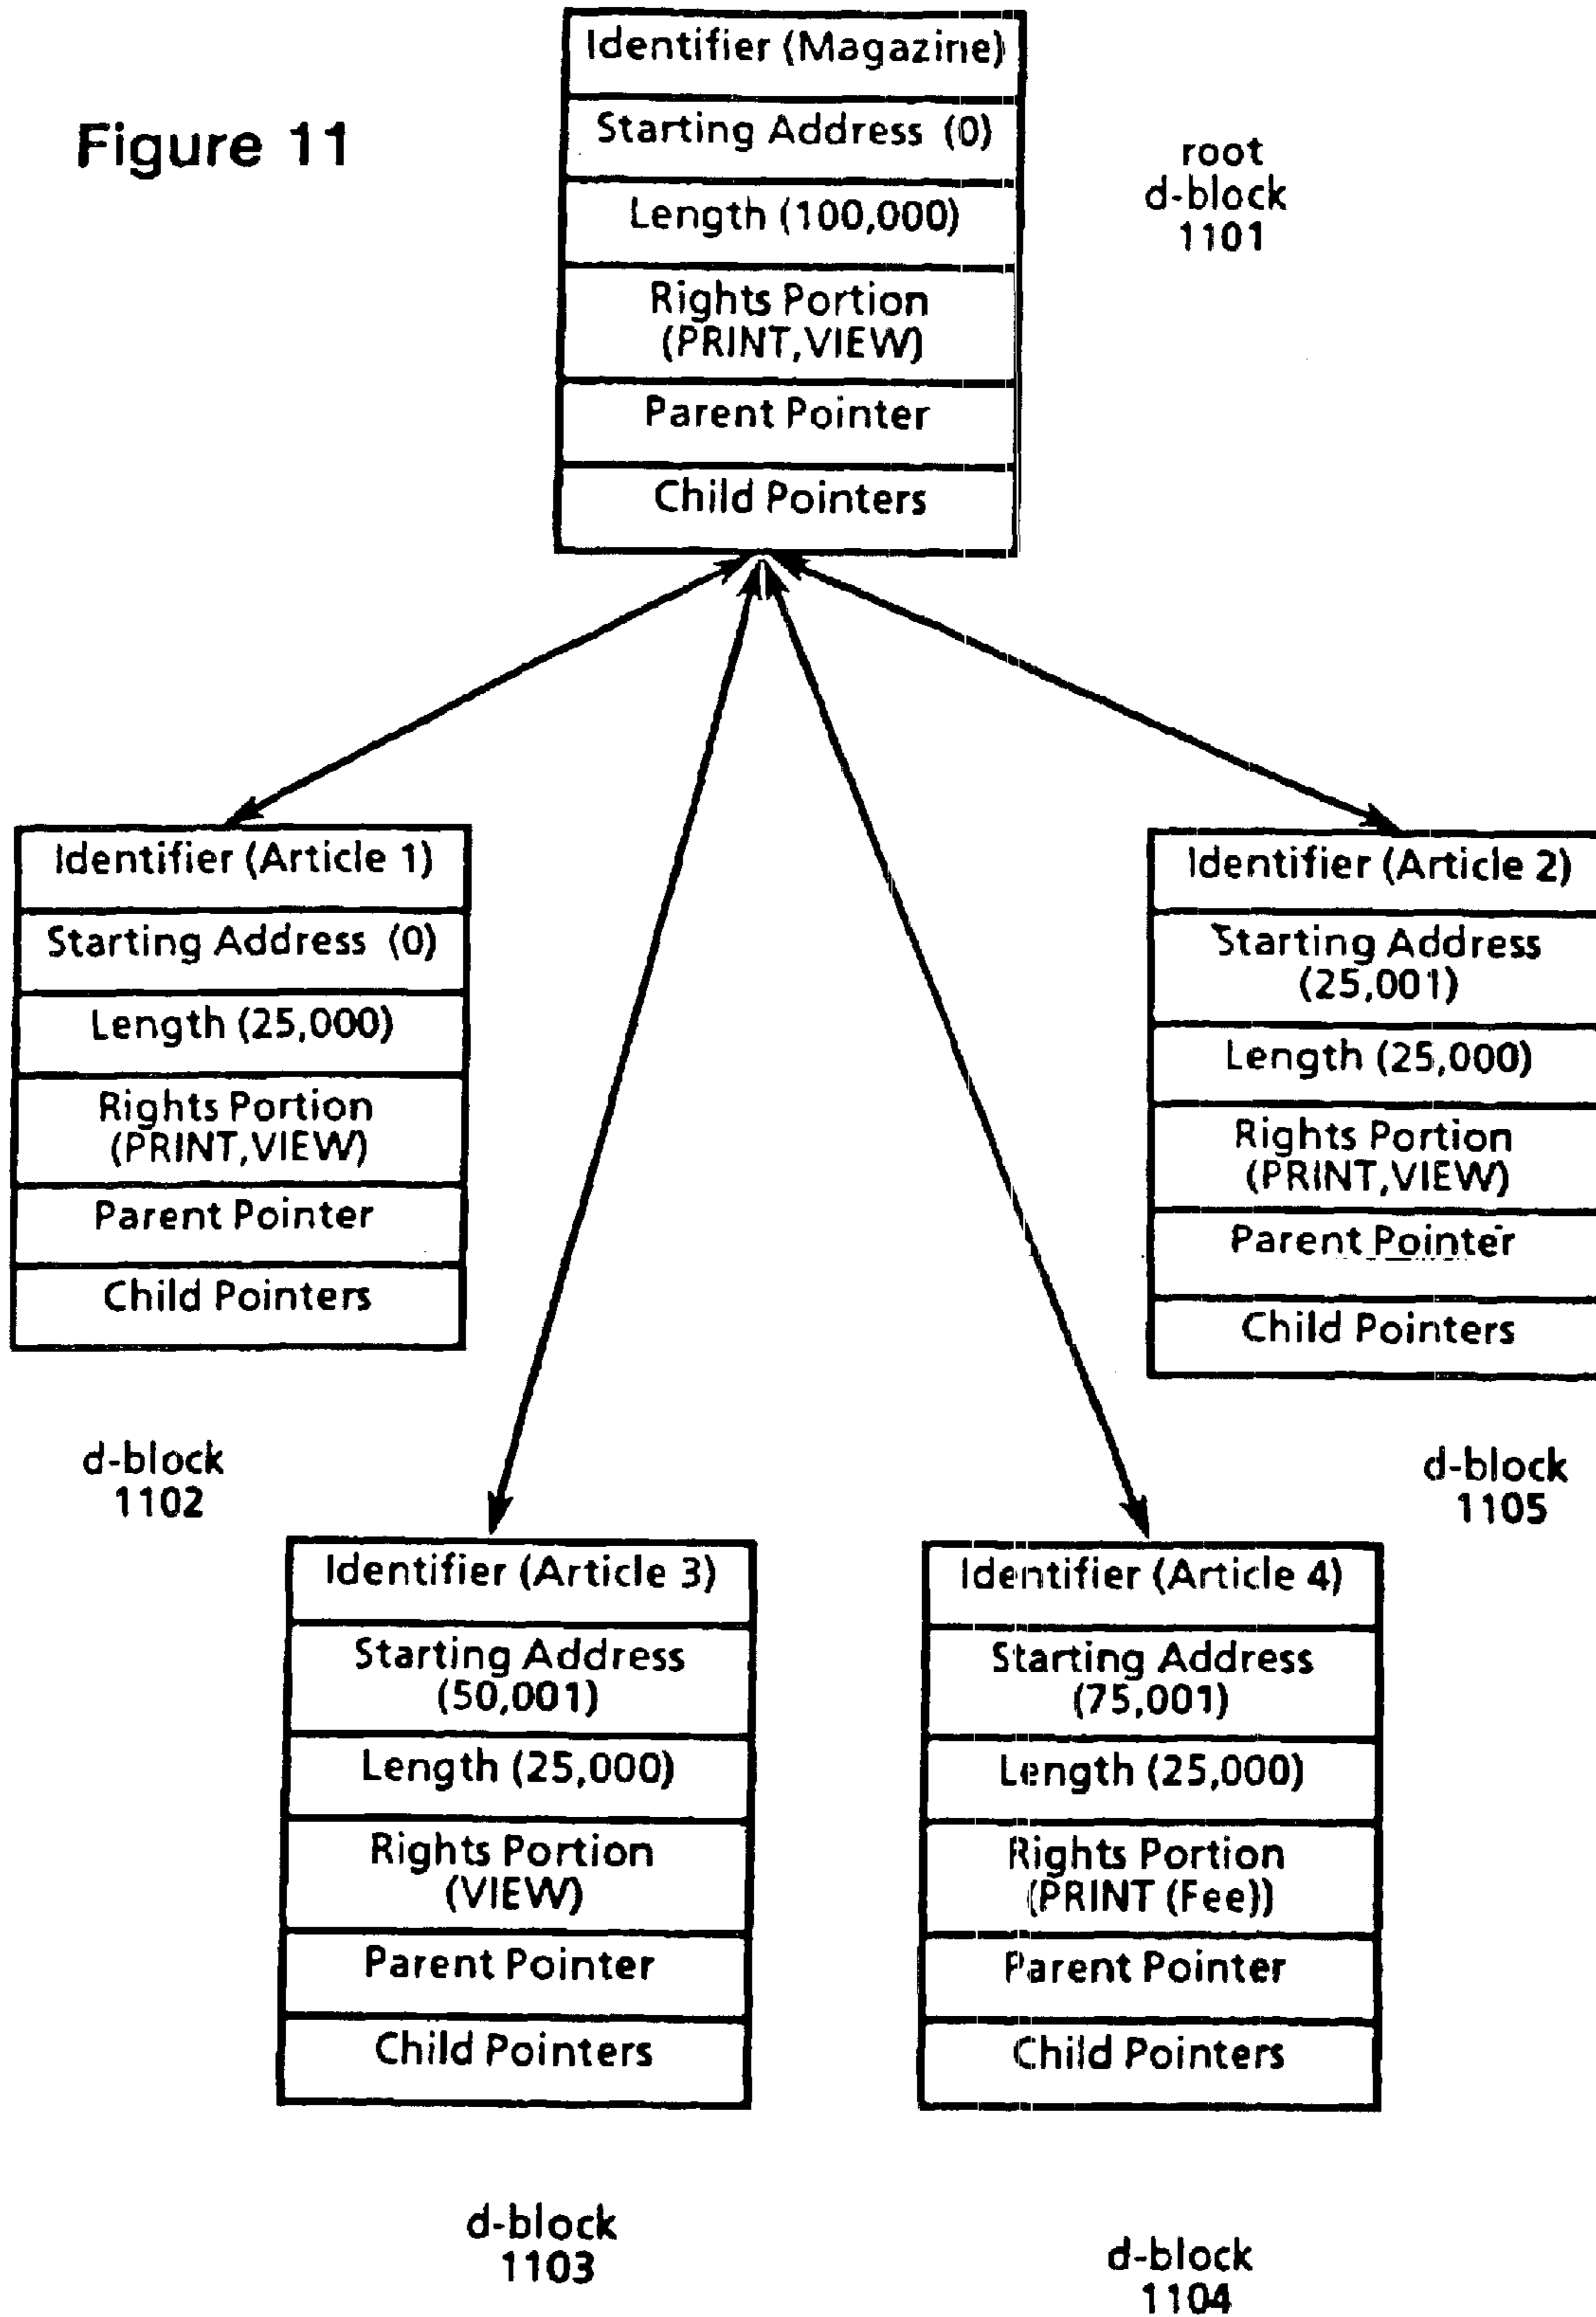 Figure 11
Identifier (Magazine)
Starting Address (0)
Length (100,000)
Rights Portion
(PRINT,VIEW)
Parent Pointer
Child Pointers
root
d-block
1101
Identifier (Article 1)
Starting Address (0)
Length (25,000)
Rights Portion
(PRINT,VIEW)
Parent Pointer
Child Pointers
d-block
1102
Identifier (Article 2)
Starting Address
(25,001)
Length (25,000)
Rights Portion
(PRINT,VIEW)
Parent Pointer
Child Pointers
d-block
1105
Identifier (Article 3)
Starting Address
(50,001)
Length (25,000)
Rights Portion
(VIEW)
Parent Pointer
Child Pointers
d-block
1103
Identifier (Article 4)
Starting Address
(75,001)
Length (25,000)
Rights Portion
(PRINT (Fee))
Parent Pointer
Child Pointers
d-block
1104